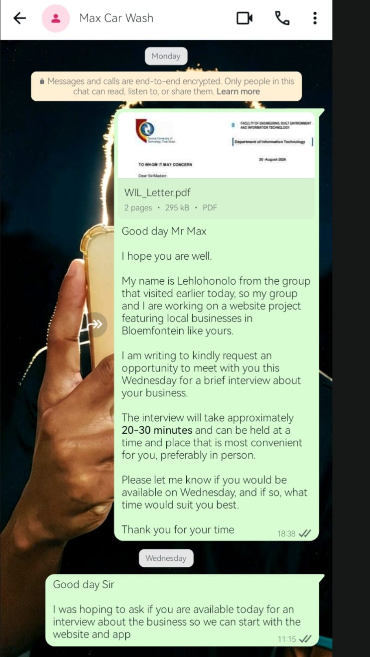 Max Car Wash
Monday
Messages and calls are end-to-end encrypted. Only people in this
chat can read, listen to, or share them. Learn more
FACULTY OF ENGINEERING, BUILT ENVIRONMENT
AND INFORMATION TECHNOLOGY
Department of Information Technology
Central University of
Technology, Free State
20 August 2024
TO WHOM IT MAY CONCERN
Dear Sir/Madam
WIL_Letter.pdf
2 pages • 295 kB • PDF
Good day Mr Max
I hope you are well.
My name is Lehlohonolo from the group
that visited earlier today, so my group
and I are working on a website project
featuring local businesses in
Bloemfontein like yours.
I am writing to kindly request an
opportunity to meet with you this
Wednesday for a brief interview about
your business.
The interview will take approximately
20-30 minutes and can be held at a
time and place that is most convenient
for you, preferably in person.
Please let me know if you would be
available on Wednesday, and if so, what
time would suit you best.
Thank you for your time
18:38
Wednesday
Good day Sir
I was hoping to ask if you are available today for an
interview about the business so we can start with the
website and app
11:15